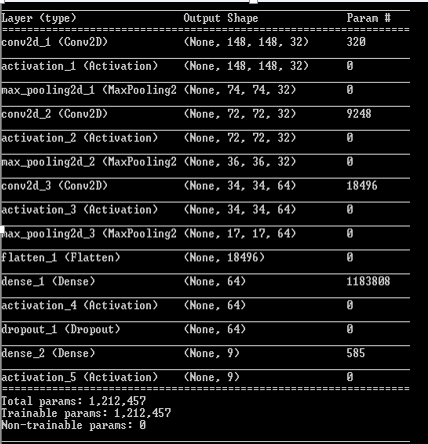 Layer (type) Output Shape Param #
conv2d_1 (Conv2D) (None, 148, 148, 32) 320
activation_1 (Activation) (None, 148, 148, 32) 0
max_pooling2d_1 (MaxPooling2 (None, 74, 74, 32) 0
conv2d_2 (Conv2D) (None, 72, 72, 32) 9248
activation_2 (Activation) (None, 72, 72, 32) 0
max_pooling2d_2 (MaxPooling2 (None, 36, 36, 32) 0
conv2d_3 (Conv2D) (None, 34, 34, 64) 18496
activation_3 (Activation) (None, 34, 34, 64) 0
max_pooling2d_3 (MaxPooling2 (None, 17, 17, 64) 0
flatten_1 (Flatten) (None, 18496) 0
dense_1 (Dense) (None, 64) 1183808
activation_4 (Activation) (None, 64) 0
dropout_1 (Dropout) (None, 64) 0
dense_2 (Dense) (None, 9) 585
activation_5 (Activation) (None, 9) 0
Total params: 1,212,457
Trainable params: 1,212,457
Non-trainable params: 0